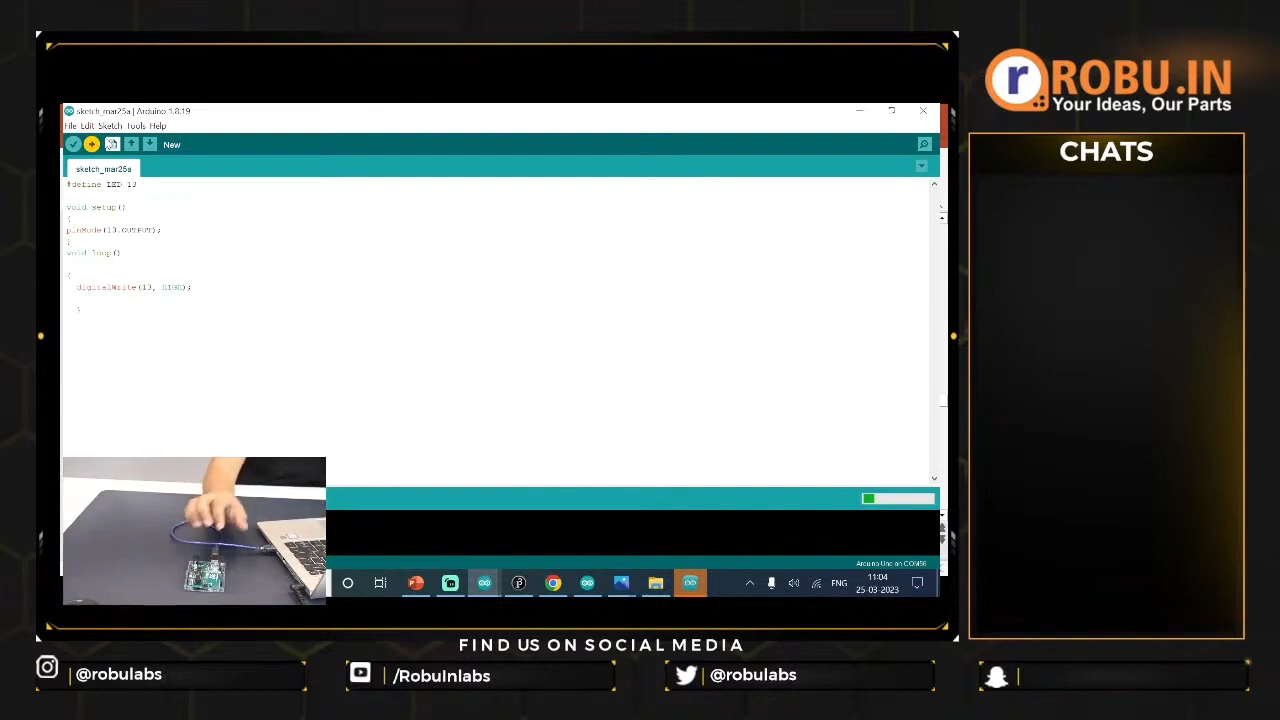 ROBU.IN
Your Ideas, Our Parts
CHATS
sketch_mar25a | Arduino 1.8.19
File Edit Sketch Tools Help
New
sketch_mar25a
#define LED 13
void setup()
{
pinMode(13.OUTPUT);
}
void loop()
{
digitalWrite(13, HIGH);
}
Arduino Uno on COM56
ENG
11:04
25-03-2023
FIND US ON SOCIAL MEDIA
@robulabs
/RobuInlabs
@robulabs